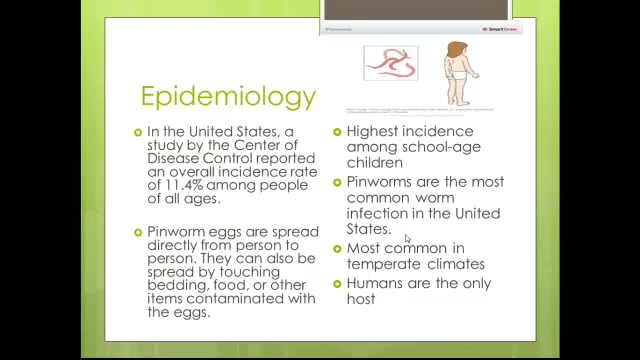 SmartDraw
Epidemiology
In the United States, a
study by the Center of
Disease Control reported
an overall incidence rate
of 11.4% among people
of all ages.
Pinworm eggs are spread
directly from person to
person. They can also be
spread by touching
bedding, food, or other
items contaminated with
the eggs.
Highest incidence
among school-age
children
Pinworms are the most
common worm
infection in the United
States.
Most common in
temperate climates
Humans are the only
host